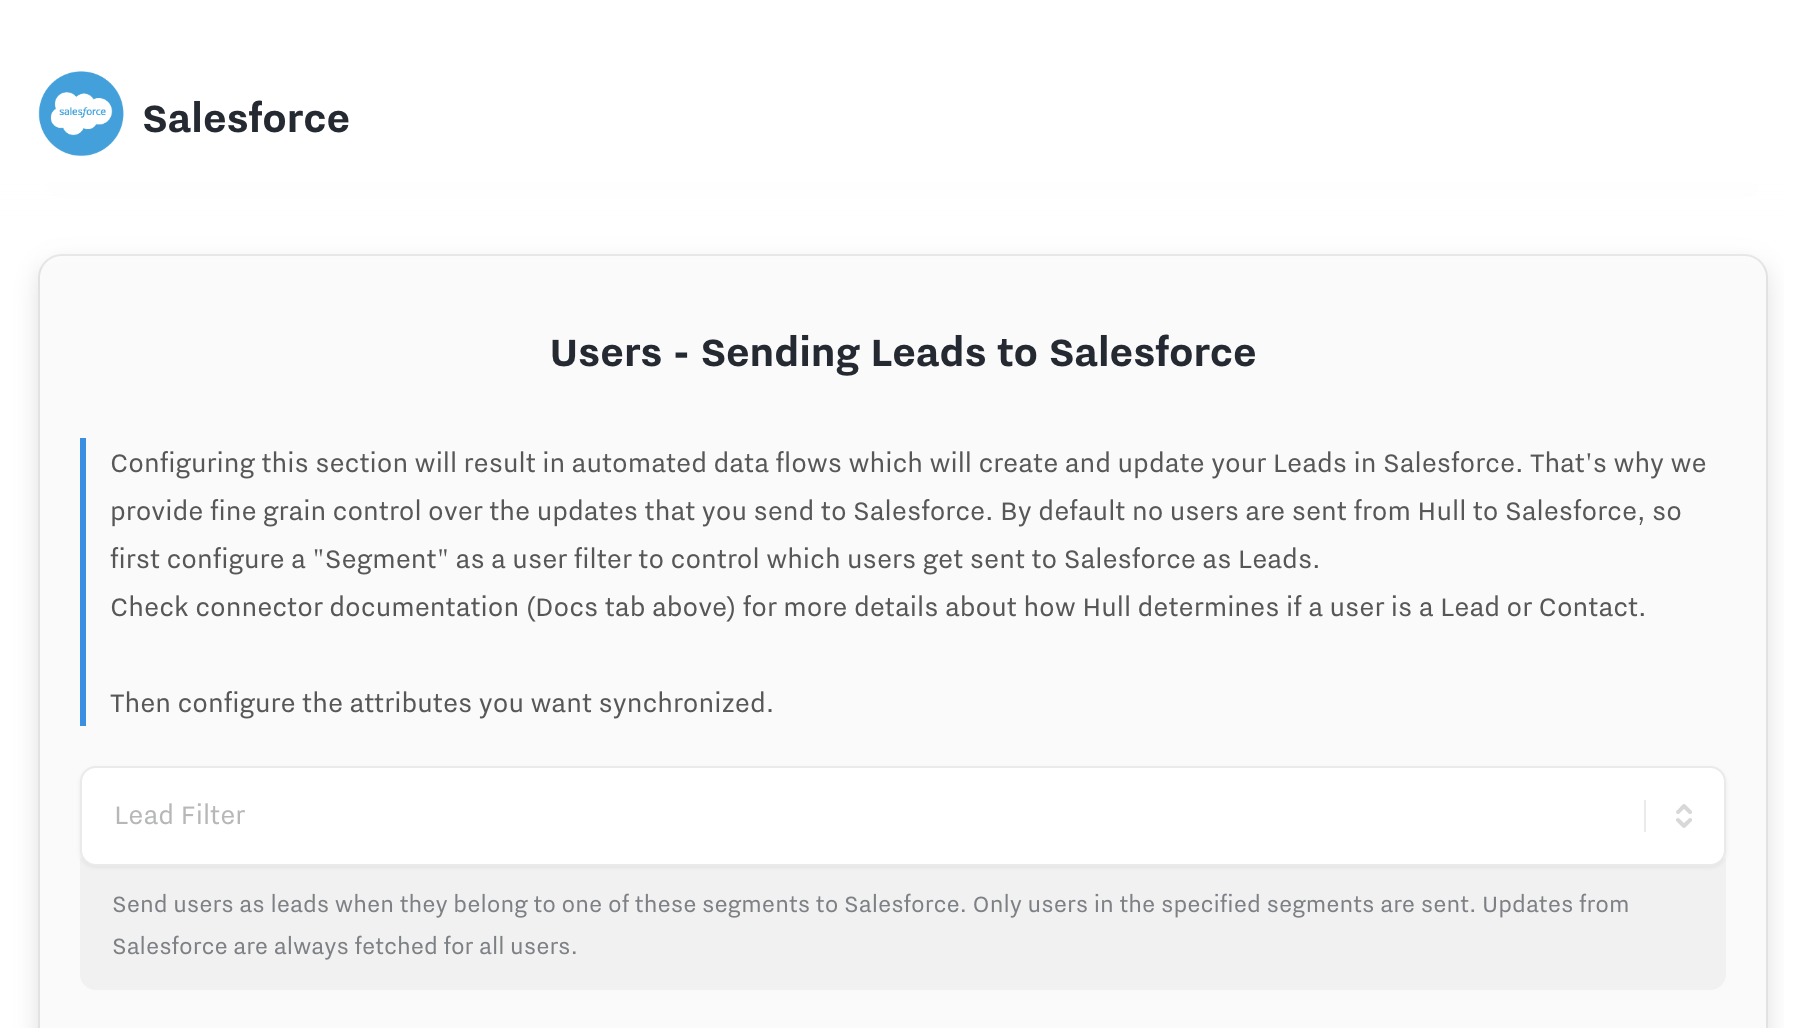 salesforce
Salesforce
Users - Sending Leads to Salesforce
Configuring this section will result in automated data flows which will create and update your Leads in Salesforce. That's why we
provide fine grain control over the updates that you send to Salesforce. By default no users are sent from Hull to Salesforce, so
first configure a "Segment" as a user filter to control which users get sent to Salesforce as Leads.
Check connector documentation (Docs tab above) for more details about how Hull determines if a user is a Lead or Contact.
Then configure the attributes you want synchronized.
Lead Filter
Send users as leads when they belong to one of these segments to Salesforce. Only users in the specified segments are sent. Updates from
Salesforce are always fetched for all users.